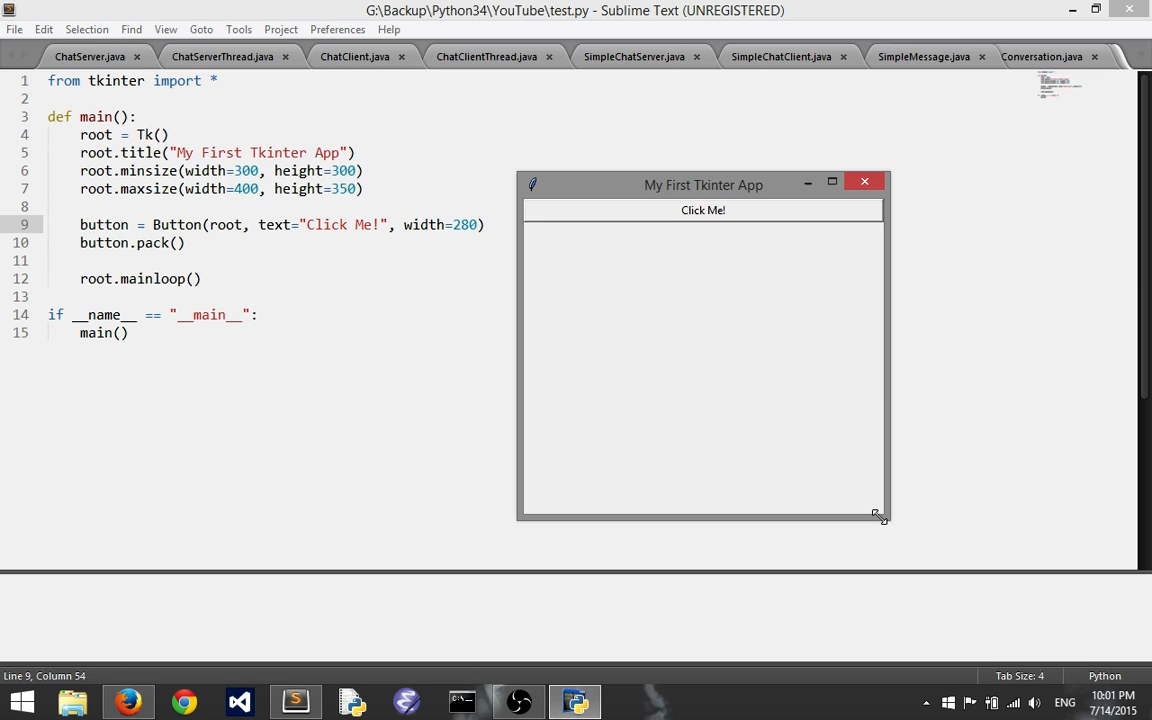 G:\Backup\Python34\YouTube\test.py - Sublime Text (UNREGISTERED)
File Edit Selection Find View Goto Tools Project Preferences Help
ChatServer.java ChatServerThread.java ChatClient.java ChatClientThread.java SimpleChatServer.java SimpleChatClient.java SimpleMessage.java Conversation.java
1 from tkinter import *
2
3 def main():
4 root = Tk()
5 root.title("My First Tkinter App")
6 root.minsize(width=300, height=300)
7 root.maxsize(width=400, height=350)
8
9 button = Button(root, text="Click Me!", width=280)
10 button.pack()
11
12 root.mainloop()
13
14 if __name__ == "__main__":
15 main()
My First Tkinter App
Click Me!
Line 9, Column 54
Tab Size: 4
Python
ENG
10:01 PM
7/14/2015